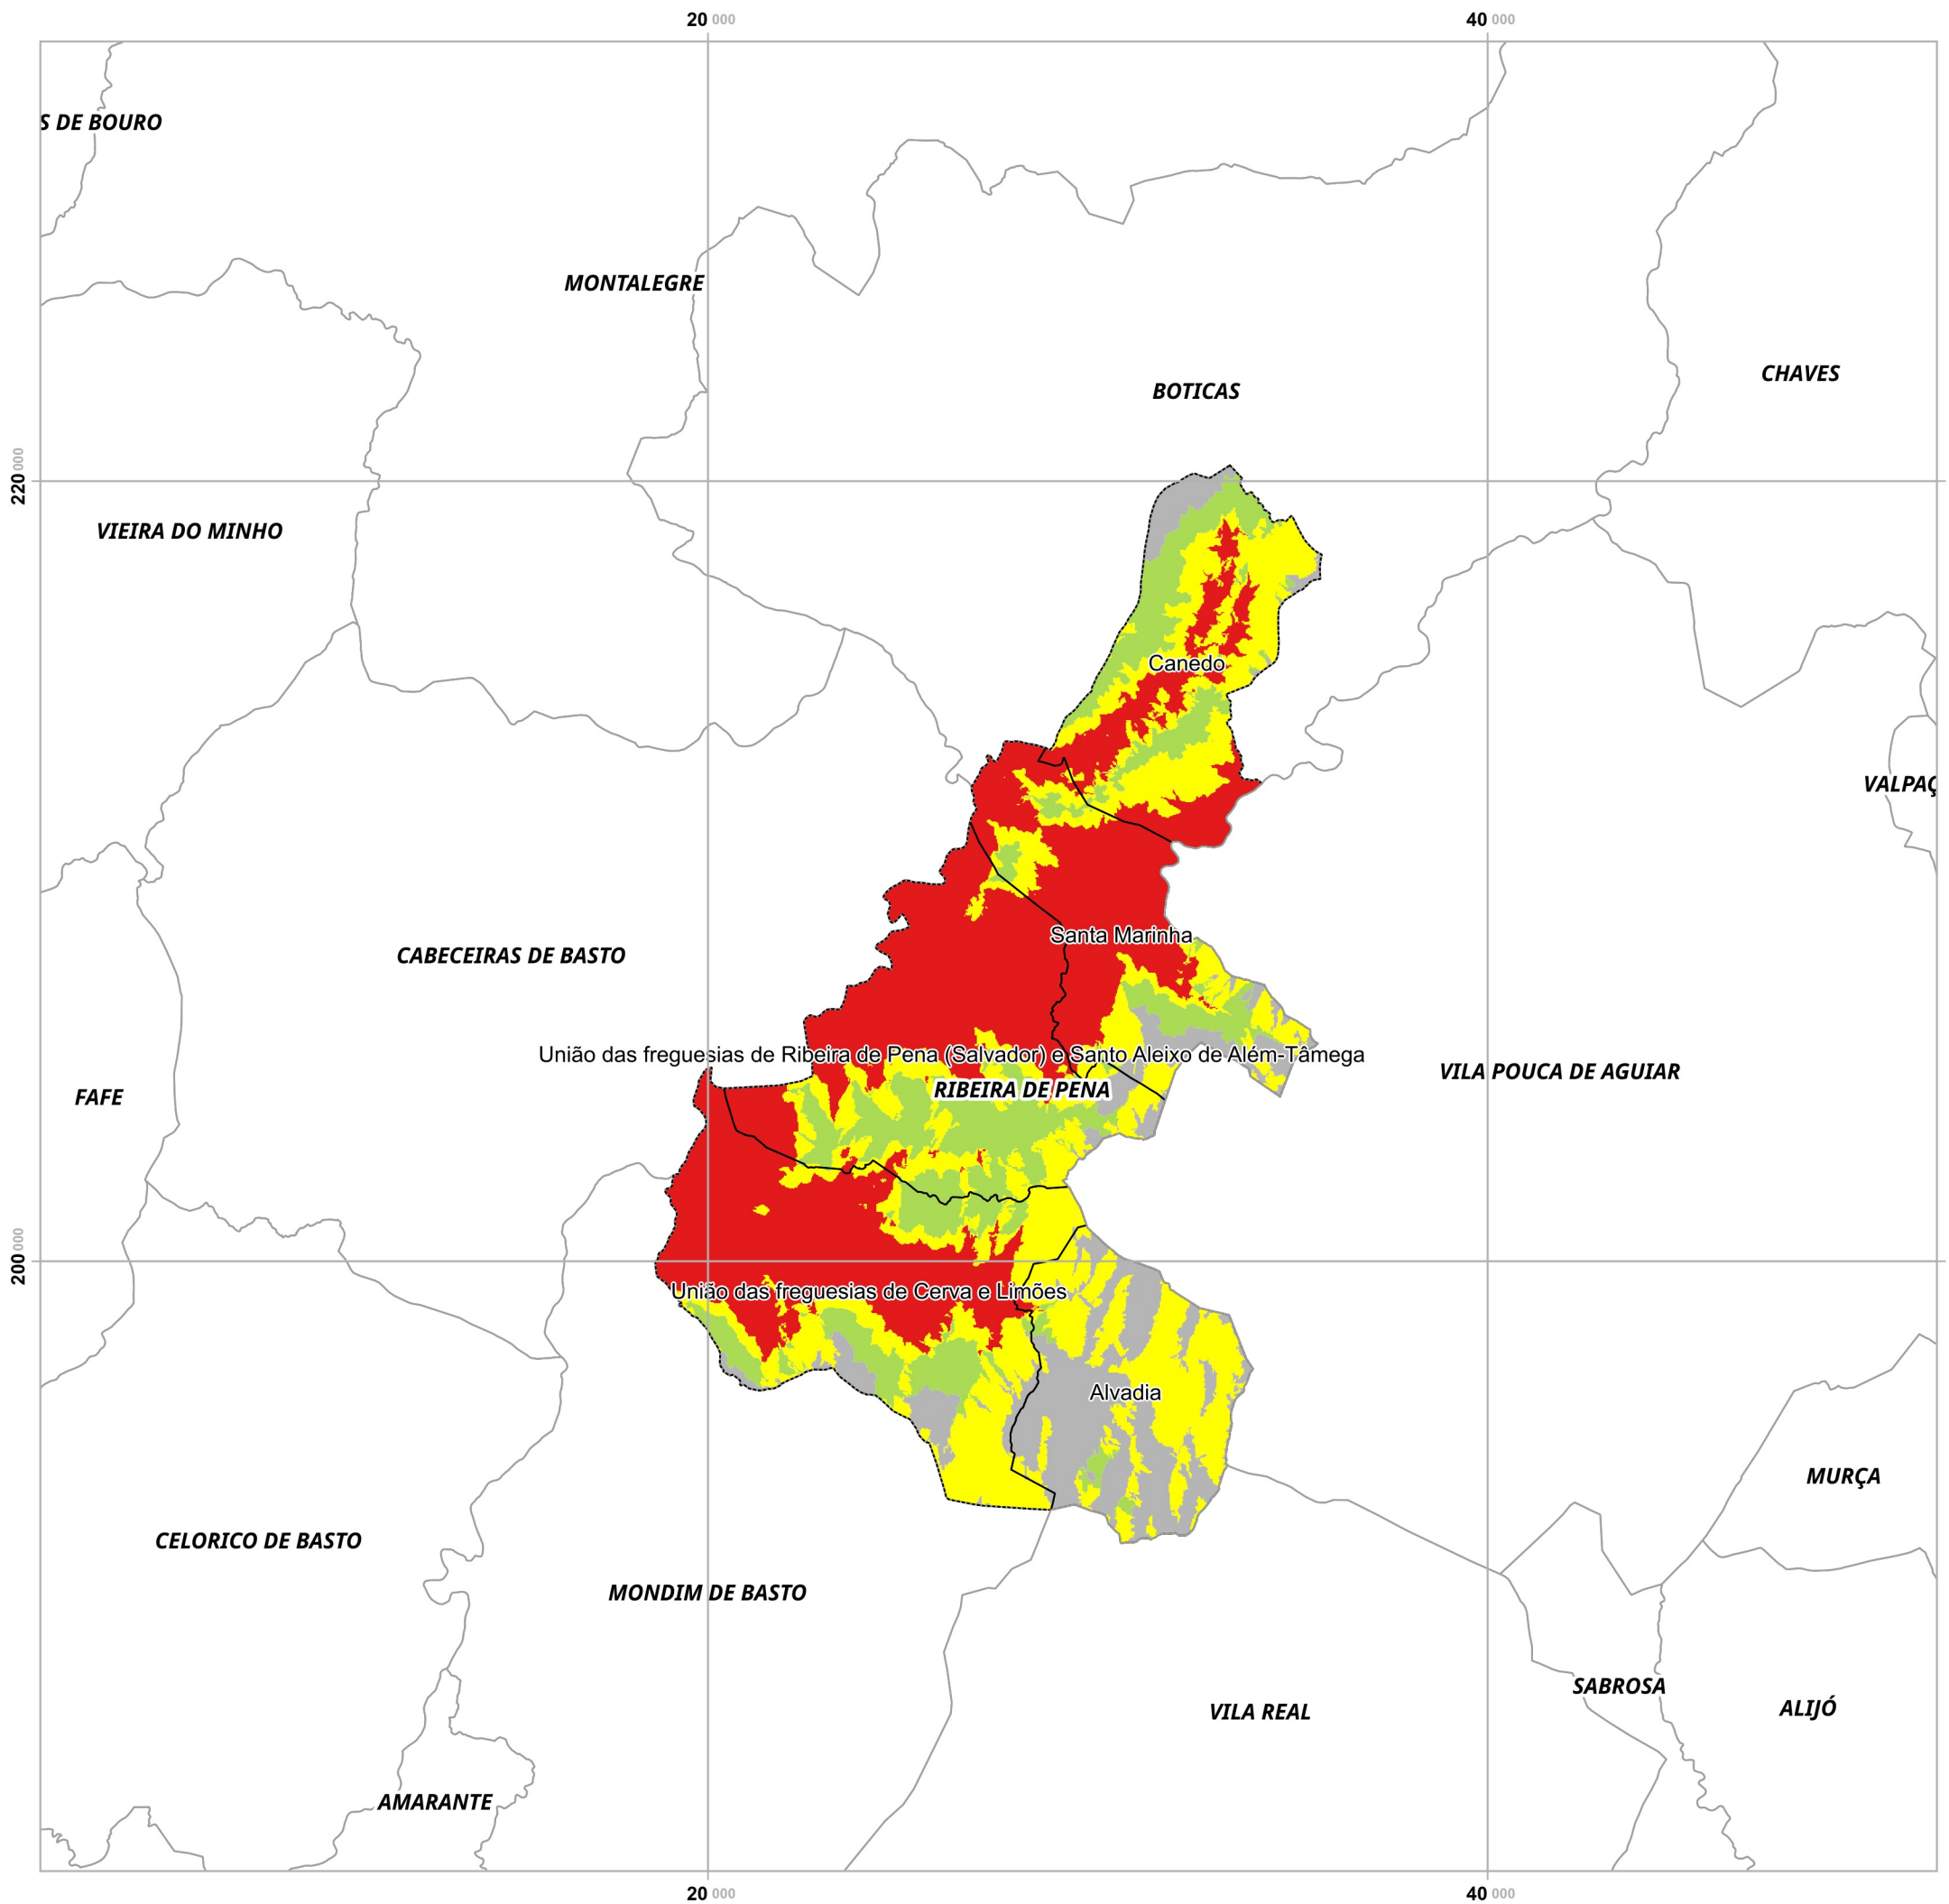 20 000
40 000
S DE BOURO
MONTALEGRE
CHAVES
BOTICAS
220 000
VIEIRA DO MINHO
Canedo
VALPAÇ
Santa Marinha
CABECEIRAS DE BASTO
União das freguesias de Ribeira de Pena (Salvador) e Santo Aleixo de Além-Tâmega
VILA POUCA DE AGUIAR
RIBEIRA DE PENA
FAFE
200 000
União das freguesias de Cerva e Limões
Alvadia
MURÇA
CELORICO DE BASTO
MONDIM DE BASTO
SABROSA
ALIJÓ
VILA REAL
AMARANTE
20 000
40 000